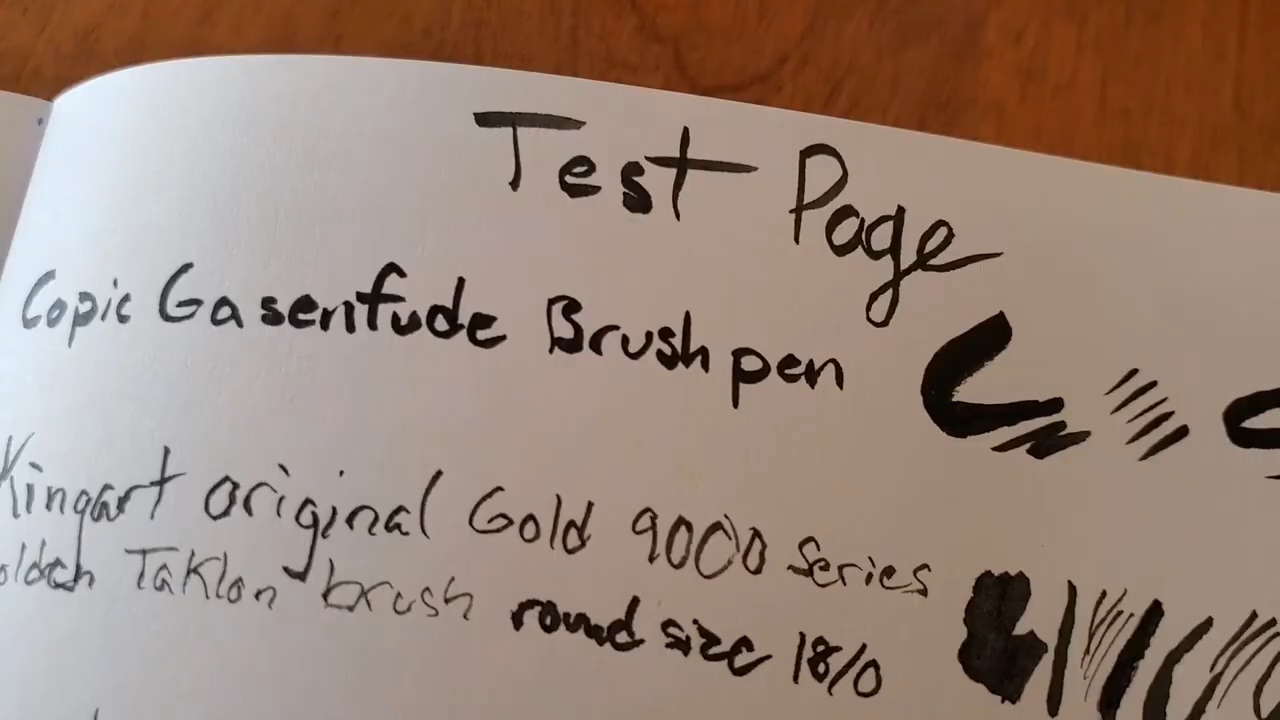 Test Page
Copic Gasenfude Brush pen
Kingart original Gold 9000 Series
olden Taklon brush round size 18/0